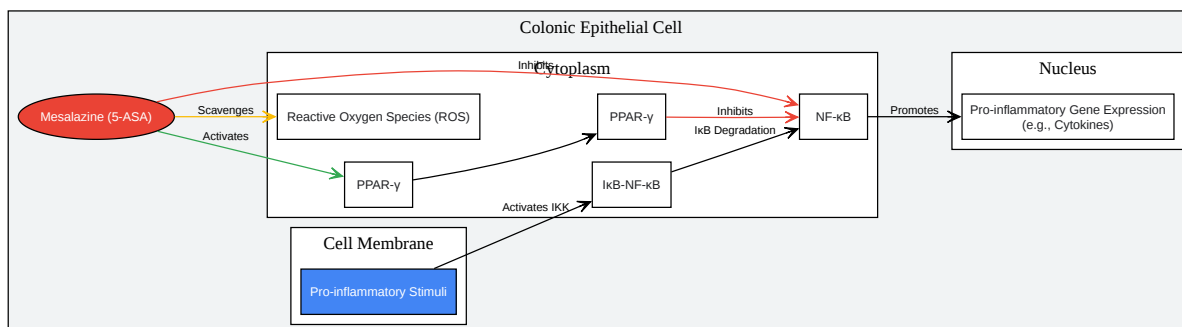 Colonic Epithelial Cell
Cytoplasm
Nucleus
Inhibits
Mesalazine (5-ASA)
Scavenges
Reactive Oxygen Species (ROS)
PPAR-γ
Inhibits
NF-κB
Promotes
Pro-inflammatory Gene Expression
(e.g., Cytokines)
Activates
IκB Degradation
PPAR-γ
IκB-NF-κB
Activates IKK
Cell Membrane
Pro-inflammatory Stimuli